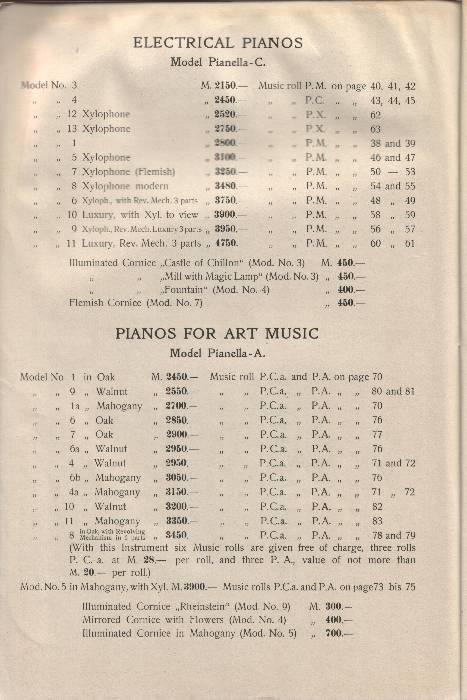 ELECTRICAL PIANOS
Model Pianella-C.
Model No. 3 M. 2150.— Music roll P. M. on page 40, 41, 42
„ „ 4 „ 2450.— „ „ P.C. „ „ 43, 44, 45
„ „ 12 Xylophone „ 2520.— „ „ P.X. „ „ 62
„ „ 13 Xylophone „ 2750.— „ „ P X. „ „ 63
„ „ 1 „ 2800.— „ „ P.M. „ „ 38 and 39
„ „ 5 Xylophone „ 3100.— „ „ P.M. „ „ 46 and 47
„ „ 7 Xylophone (Flemish) „ 3250.— „ „ P.M. „ „ 50 — 53
„ „ 8 Xylophone modern „ 3480.— „ „ P.M. „ „ 54 and 55
„ „ 6 Xyloph., with Rev. Mech. 3 parts „ 3750.— „ „ P.M. „ „ 48 „ 49
„ „ 10 Luxury, with Xyl. to view „ 3900.— „ „ P.M. „ „ 58 „ 59
„ „ 9 Xyloph., Rev. Mech. Luxury 3 parts „ 3950.— „ „ P.M. „ „ 56 „ 57
„ „ 11 Luxury, Rev. Mech. 3 parts „ 4750. „ „ P.M. „ „ 60 „ 61
Illuminated Cornice „Castle of Chillon“ (Mod. No. 3) M. 450.—
„ „ „Mill with Magic Lamp“ (Mod. No. 3) „ 450.—
„ „ „Fountain“ (Mod. No. 4) „ 400.—
Flemish Cornice (Mod. No. 7) „ 450.—
PIANOS FOR ART MUSIC
Model Pianella-A.
Model No 1 in Oak M. 2450.— Music roll P.C.a. and P.A. on page 70
„ „ 9 „ Walnut „ 2550.— „ „ P.C.a, „ P.A. „ „ 80 and 81
„ „ 1a „ Mahogany „ 2700.— „ „ P.C.a. „ P.A. „ „ 70
„ „ 6 „ Oak „ 2850. „ „ P.C.a. „ P.A. „ „ 76
„ „ 7 „ Oak „ 2900.— „ „ P.C.a. „ P.A. „ „ 77
„ „ 6a „ Walnut „ 2950.— „ „ P.C.a. „ P.A. „ „ 76
„ „ 4 „ Walnut „ 2950. „ „ P.C.a. „ P.A. „ „ 71 and 72
„ „ 6b „ Mahogany „ 3050.— „ „ P.C.a. „ P.A. „ „ 76
„ „ 4a „ Mahogany „ 3150.— „ „ P.C.a. „ P.A. „ „ 71 „ 72
„ „ 10 „ Walnut „ 3200.— „ „ P.C.a. „ P.A. „ „ 82
„ „ 11 „ Mahogany „ 3350.— „ „ P.C.a. „ P.A. „ „ 83
„ „ 8 in Oak, with Revolving Mechanism in 3 parts „ 3450. „ „ P.C.a. „ P.A. „ „ 78 and 79
(With this Instrument six Music rolls are given free of charge, three rolls
P. C. a. at M. 28.— per roll, and three P. A., value of not more than
M. 20.— per roll.)
Mod. No. 5 in Mahogany, with Xyl. M. 3900.— Music rolls P.C.a. and P.A. on page 73 bis 75
Illuminated Cornice „Rheinstein“ (Mod. No. 9) M. 300.—
Mirrored Cornice with Flowers (Mod. No. 4) „ 400.—
Illuminated Cornice in Mahogany (Mod. No. 5) „ 700.—